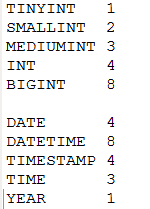 TINYINT 1
SMALLINT 2
MEDIUMINT 3
INT 4
BIGINT 8
DATE 4
DATETIME 8
TIMESTAMP 4
TIME 3
YEAR 1